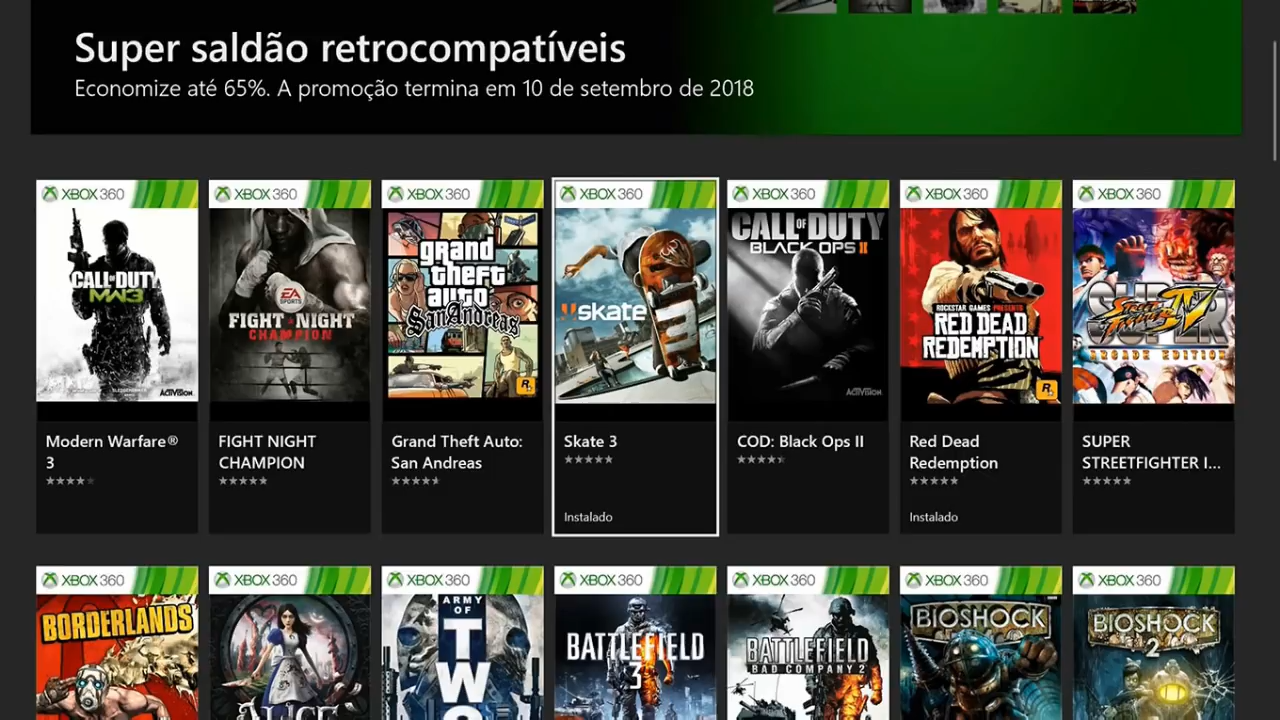 Super saldão retrocompatíveis
Economize até 65%. A promoção termina em 10 de setembro de 2018
XBOX 360
XBOX 360
XBOX 360
XBOX 360
XBOX 360
XBOX 360
XBOX 360
CALL OF DUTY
MW3
ACTIVISION
EA
SPORTS
FIGHT NIGHT
CHAMPION
grand
theft
auto
San Andreas
R
skate
3
CALL OF DUTY
BLACK OPS II
ACTIVISION
ROCKSTAR GAMES PRESENTS
RED DEAD
REDEMPTION
R
SUPER
STREET FIGHTER IV
ARCADE EDITION
Modern Warfare®
3
FIGHT NIGHT
CHAMPION
Grand Theft Auto:
San Andreas
Skate 3
Instalado
COD: Black Ops II
Red Dead
Redemption
Instalado
SUPER
STREETFIGHTER I...
XBOX 360
XBOX 360
XBOX 360
XBOX 360
XBOX 360
XBOX 360
XBOX 360
BORDERLANDS
ALICE
ARMY
OF
TWO
BATTLEFIELD
3
BATTLEFIELD
BAD COMPANY 2
BIOSHOCK
BIOSHOCK
2